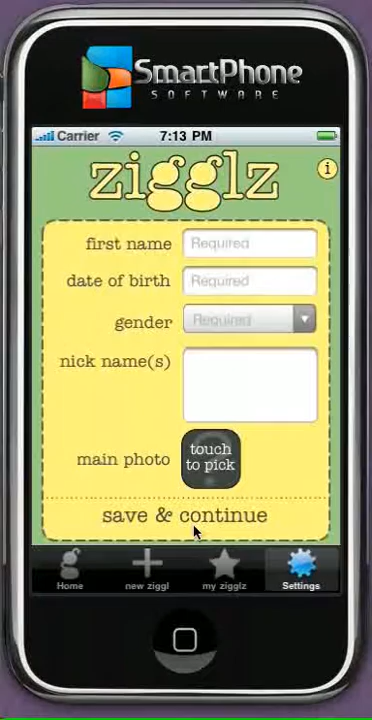 SmartPhone
SOFTWARE
Carrier 7:13 PM
zigglz
i
first name Required
date of birth Required
gender Required
nick name(s)
main photo touch to pick
save & continue
Home new ziggl my zigglz Settings